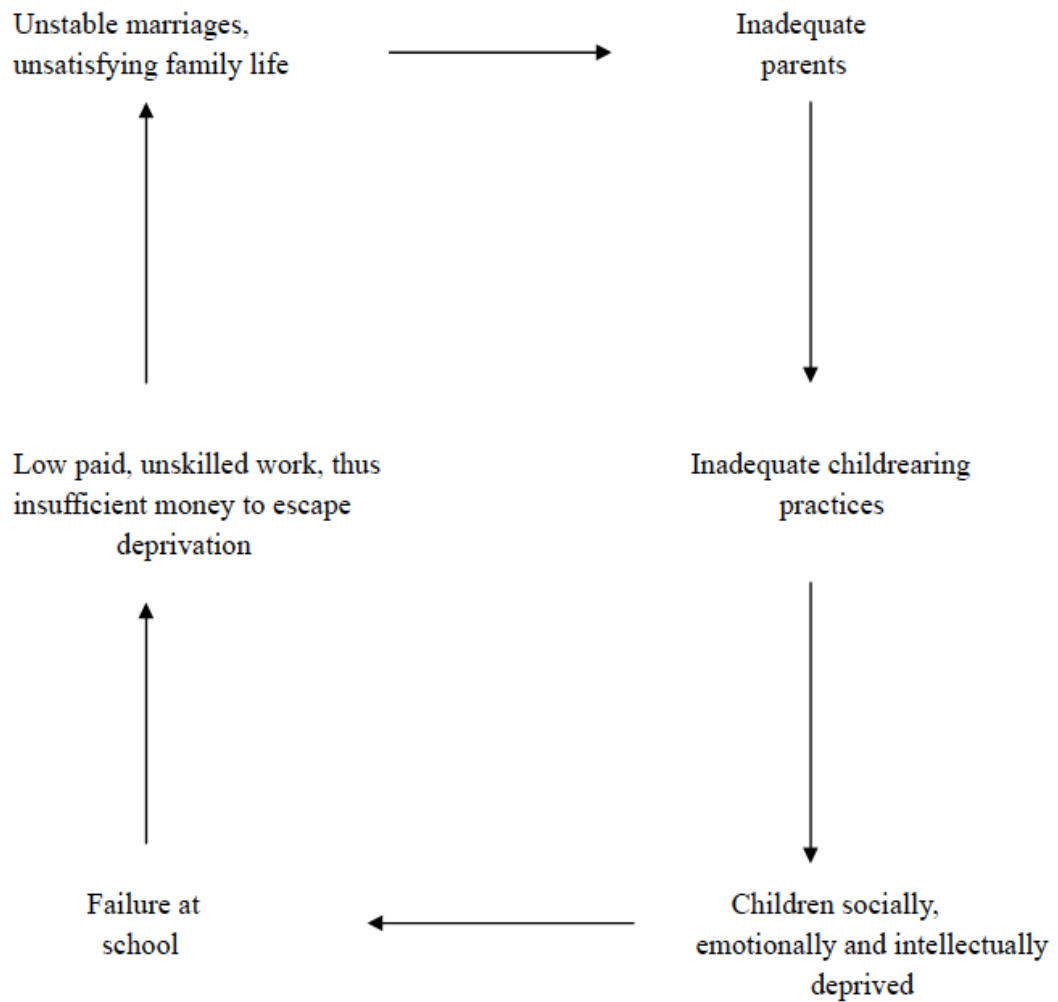 Unstable marriages,
unsatisfying family life
Inadequate
parents
Low paid, unskilled work, thus
insufficient money to escape
deprivation
Inadequate childrearing
practices
Failure at
school
Children socially,
emotionally and intellectually
deprived